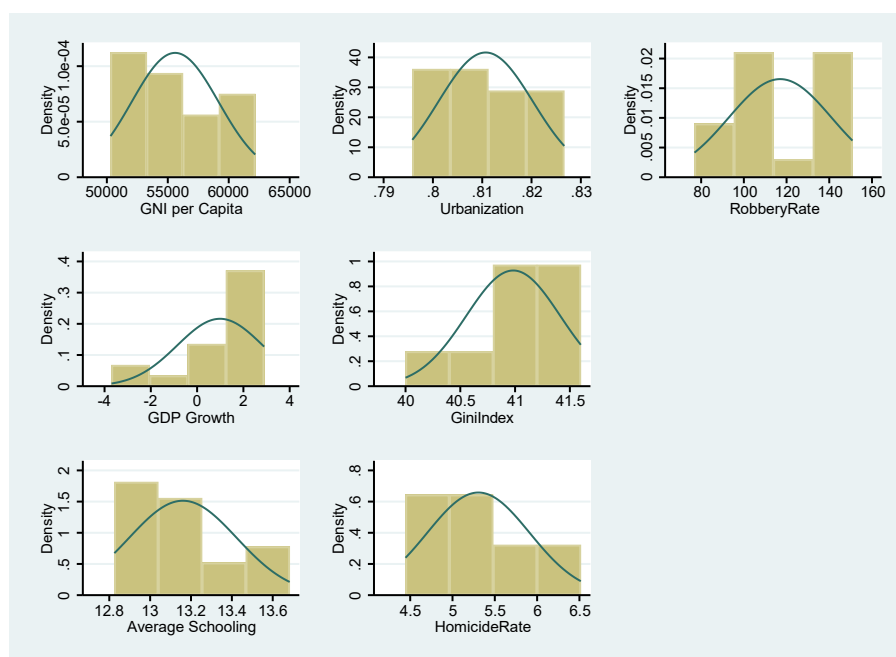 Density
0 5.0e-05 1.0e-04
50000 55000 60000 65000
GNI per Capita
Density
0 10 20 30 40
.79 .8 .81 .82 .83
Urbanization
Density
0 .005 .01 .015 .02
80 100 120 140 160
RobberyRate
Density
0 .1 .2 .3 .4
-4 -2 0 2 4
GDP Growth
Density
0 .2 .4 .6 .8 1
40 40.5 41 41.5
GiniIndex
Density
0 .5 1 1.5 2
12.8 13 13.2 13.4 13.6
Average Schooling
Density
0 .2 .4 .6 .8
4.5 5 5.5 6 6.5
HomicideRate